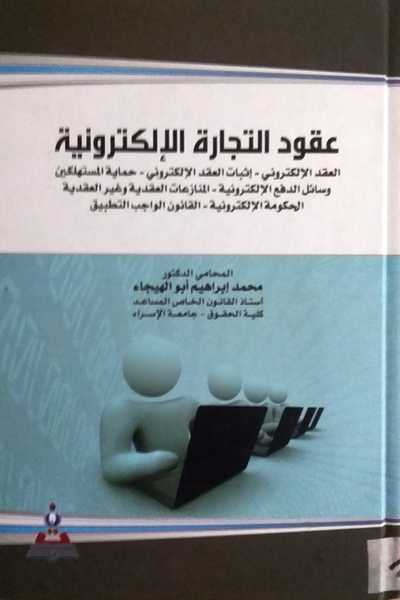 عقود التجارة الإلكترونية
العقد الإلكتروني - إثبات العقد الإلكتروني - حماية المستهلكين
وسائل الدفع الإلكترونية - المنازعات العقدية وغير العقدية
الحكومة الإلكترونية - القانون الواجب التطبيق
المحامي الدكتور
محمد إبراهيم أبو الهيجاء
أستاذ القانون الخاص المساعد
كلية الحقوق - جامعة الإسراء